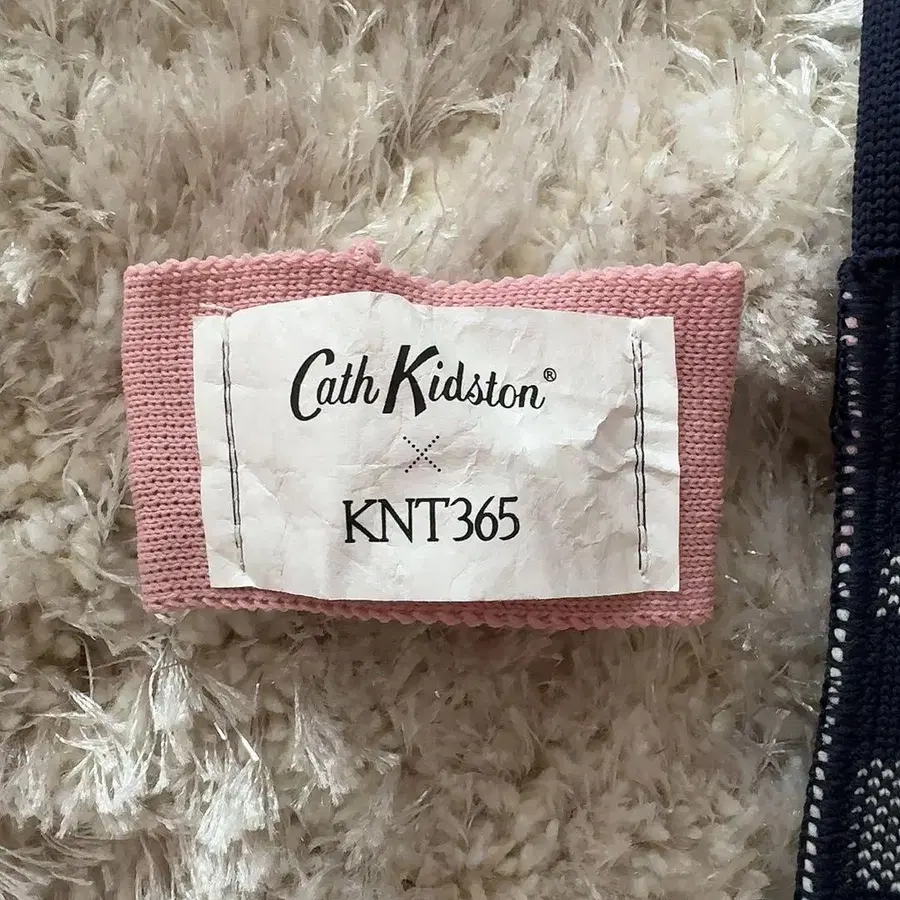 Cath Kidston®
×
KNT365